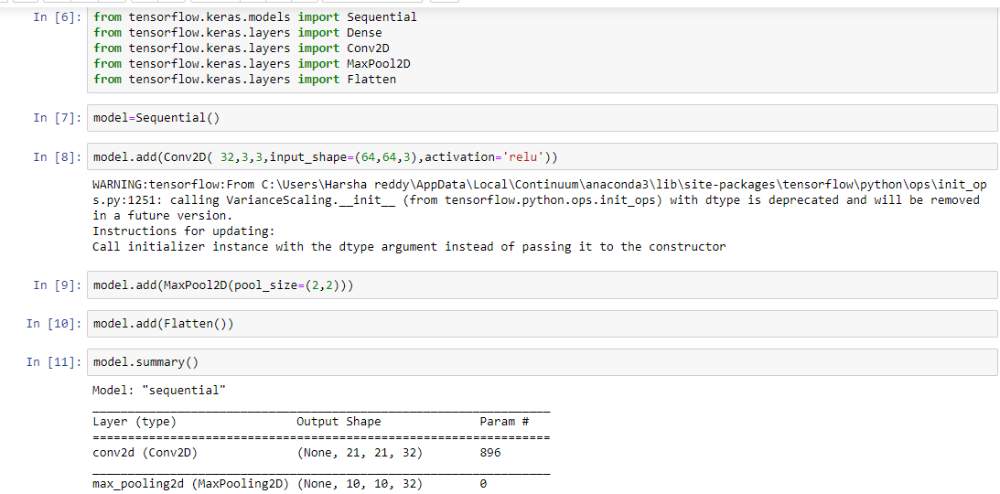 In [6]: from tensorflow.keras.models import Sequential
from tensorflow.keras.layers import Dense
from tensorflow.keras.layers import Conv2D
from tensorflow.keras.layers import MaxPool2D
from tensorflow.keras.layers import Flatten
In [7]: model=Sequential()
In [8]: model.add(Conv2D( 32,3,3,input_shape=(64,64,3),activation='relu'))
WARNING:tensorflow:From C:\Users\Harsha reddy\AppData\Local\Continuum\anaconda3\lib\site-packages\tensorflow\python\ops\init_op
s.py:1251: calling VarianceScaling.__init__ (from tensorflow.python.ops.init_ops) with dtype is deprecated and will be removed
in a future version.
Instructions for updating:
Call initializer instance with the dtype argument instead of passing it to the constructor
In [9]: model.add(MaxPool2D(pool_size=(2,2)))
In [10]: model.add(Flatten())
In [11]: model.summary()
Model: "sequential"
_________________________________________________________________
Layer (type)                 Output Shape              Param #
=================================================================
conv2d (Conv2D)              (None, 21, 21, 32)        896
_________________________________________________________________
max_pooling2d (MaxPooling2D) (None, 10, 10, 32)        0